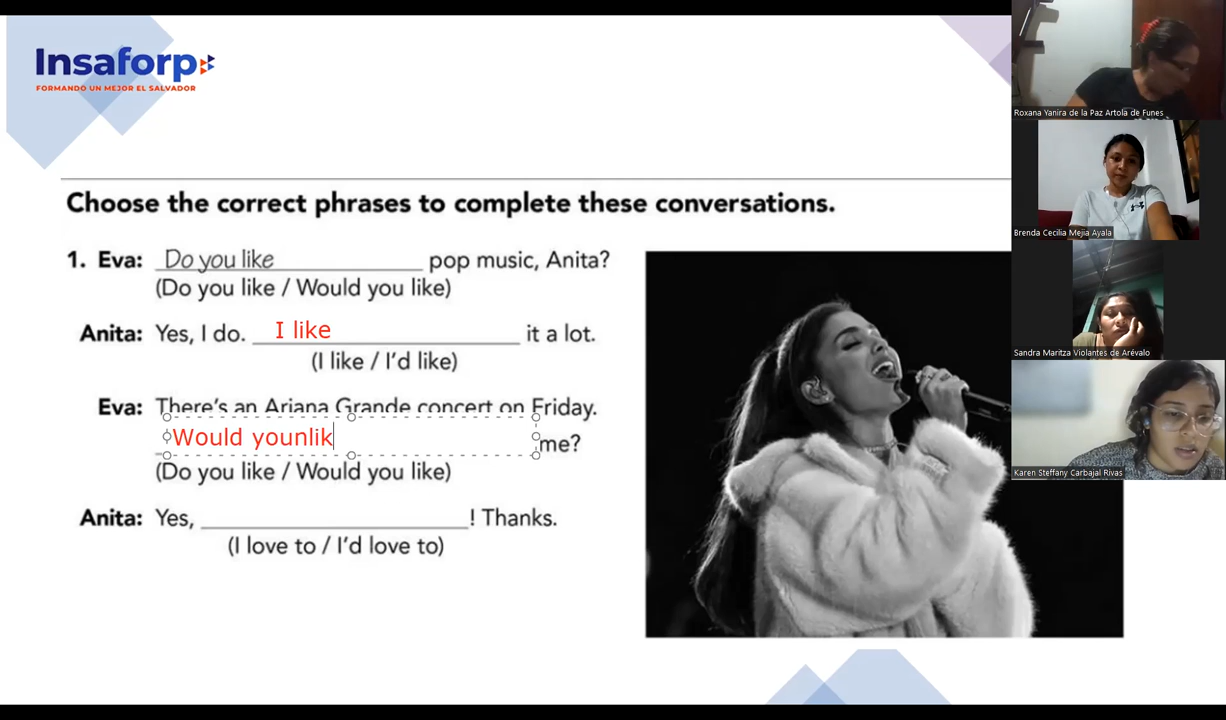 Insaforp
FORMANDO UN MEJOR EL SALVADOR
Choose the correct phrases to complete these conversations.
1. Eva: Do you like pop music, Anita?
(Do you like / Would you like)
Anita: Yes, I do. I like it a lot.
(I like / I'd like)
Eva: There's an Ariana Grande concert on Friday.
Would younlik me?
(Do you like / Would you like)
Anita: Yes, ! Thanks.
(I love to / I'd love to)
Roxana Yanira de la Paz Artola de Funes
Brenda Cecilia Mejia Ayala
Sandra Maritza Violantes de Arévalo
Karen Steffany Carbajal Rivas